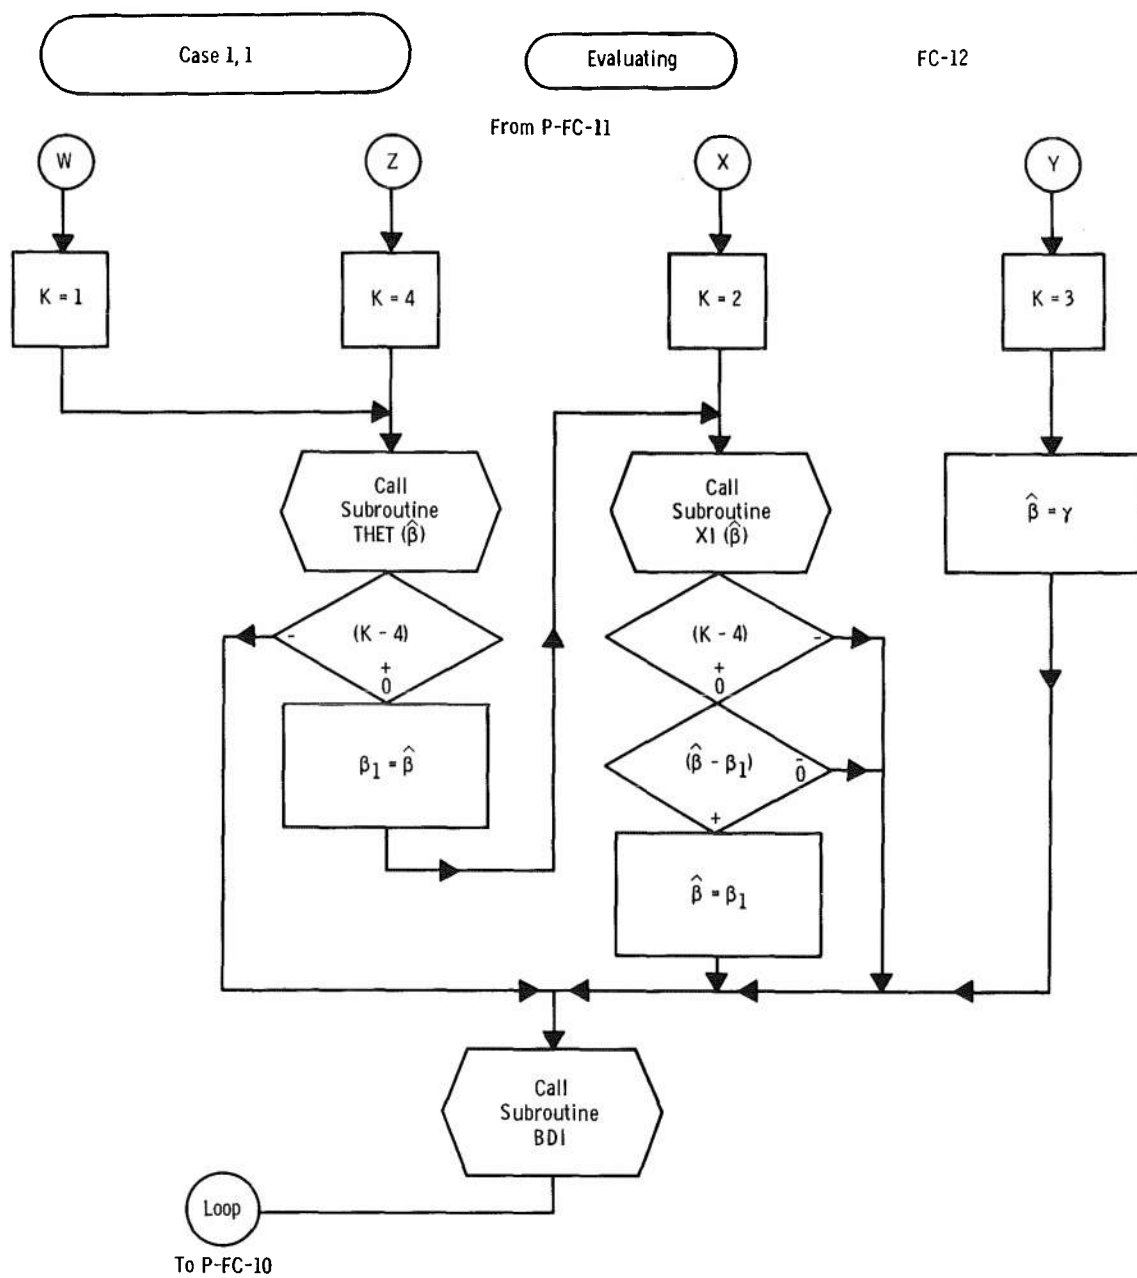 Case 1, 1
Evaluating
FC-12
From P-FC-11
W
Z
X
Y
K = 1
K = 4
K = 2
K = 3
Call
Subroutine
THET (β̂)
Call
Subroutine
XI (β̂)
β̂ = γ
-
(K - 4)
+
0
(K - 4)
-
+
0
β₁ = β̂
(β̂ - β₁)
-
0
+
β̂ = β₁
Call
Subroutine
BDI
Loop
To P-FC-10